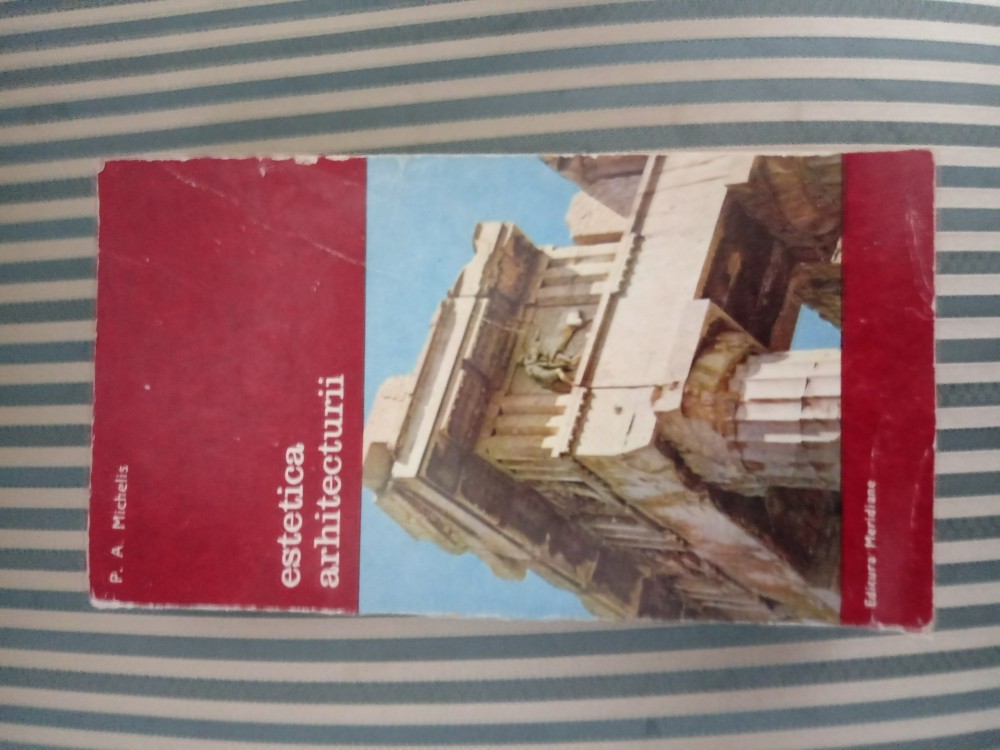 P. A. Michelis
estetica
arhitecturii
Editura Meridiane